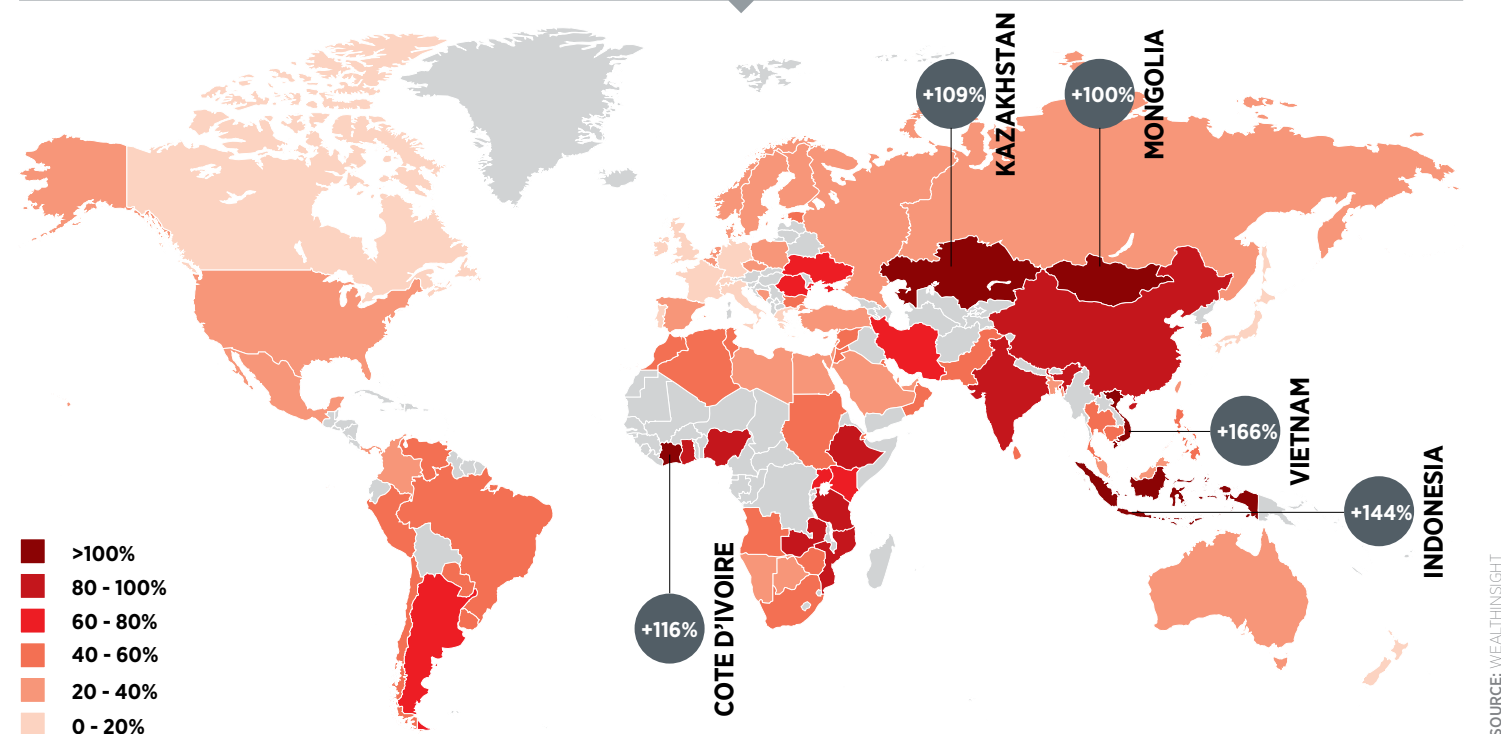 +109%
KAZAKHSTAN
+100%
MONGOLIA
+166%
VIETNAM
+144%
INDONESIA
+116%
COTE D'IVOIRE
>100%
80 - 100%
60 - 80%
40 - 60%
20 - 40%
0 - 20%
SOURCE: WEALTHINSIGHT